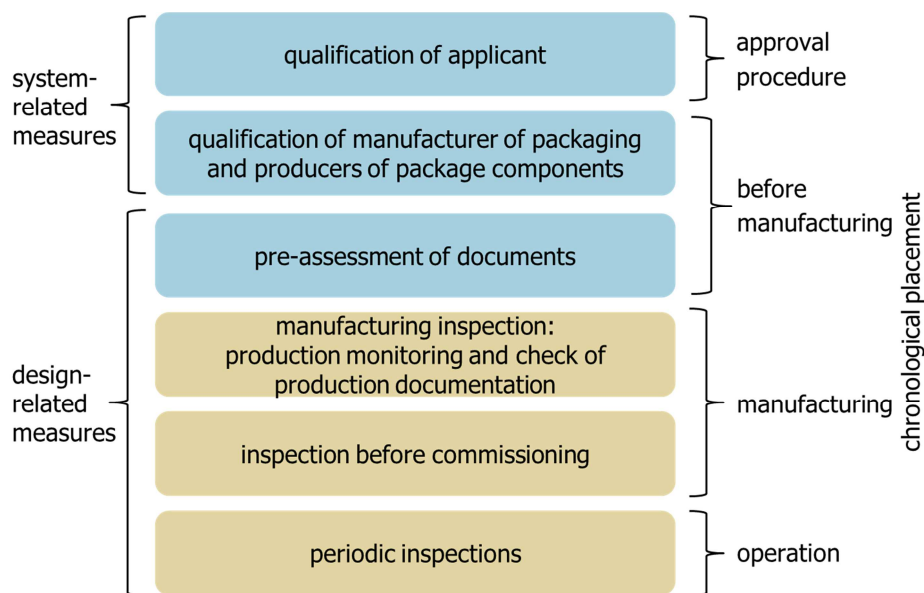 system-
related
measures
qualification of applicant
approval
procedure
qualification of manufacturer of packaging
and producers of package components
before
manufacturing
pre-assessment of documents
design-
related
measures
manufacturing inspection:
production monitoring and check of
production documentation
manufacturing
inspection before commissioning
periodic inspections
operation
chronological placement